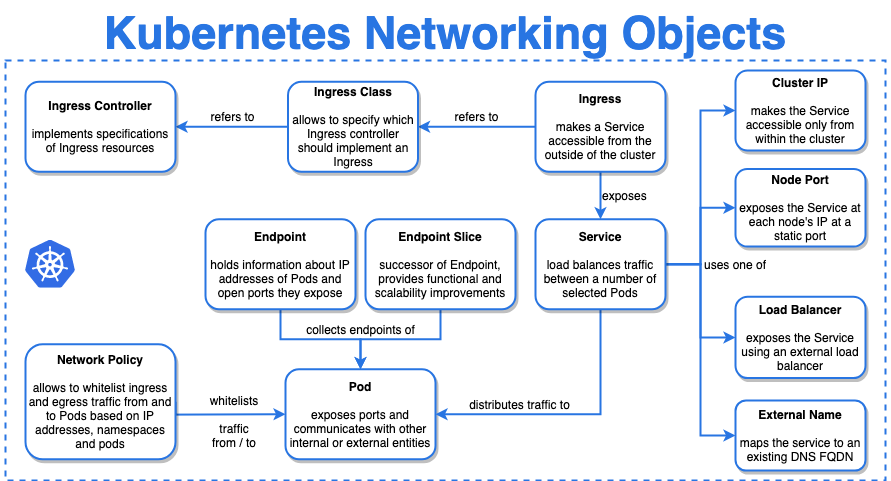 Kubernetes Networking Objects
Ingress Controller
implements specifications
of Ingress resources
refers to
Ingress Class
allows to specify which
Ingress controller
should implement an
Ingress
refers to
Ingress
makes a Service
accessible from the
outside of the cluster
Cluster IP
makes the Service
accessible only from
within the cluster
exposes
Node Port
exposes the Service at
each node's IP at a
static port
Endpoint
holds information about IP
addresses of Pods and
open ports they expose
Endpoint Slice
successor of Endpoint,
provides functional and
scalability improvements
Service
load balances traffic
between a number of
selected Pods
uses one of
Load Balancer
exposes the Service
using an external load
balancer
collects endpoints of
Network Policy
allows to whitelist ingress
and egress traffic from and
to Pods based on IP
addresses, namespaces
and pods
whitelists
traffic
from / to
Pod
exposes ports and
communicates with other
internal or external entities
distributes traffic to
External Name
maps the service to an
existing DNS FQDN